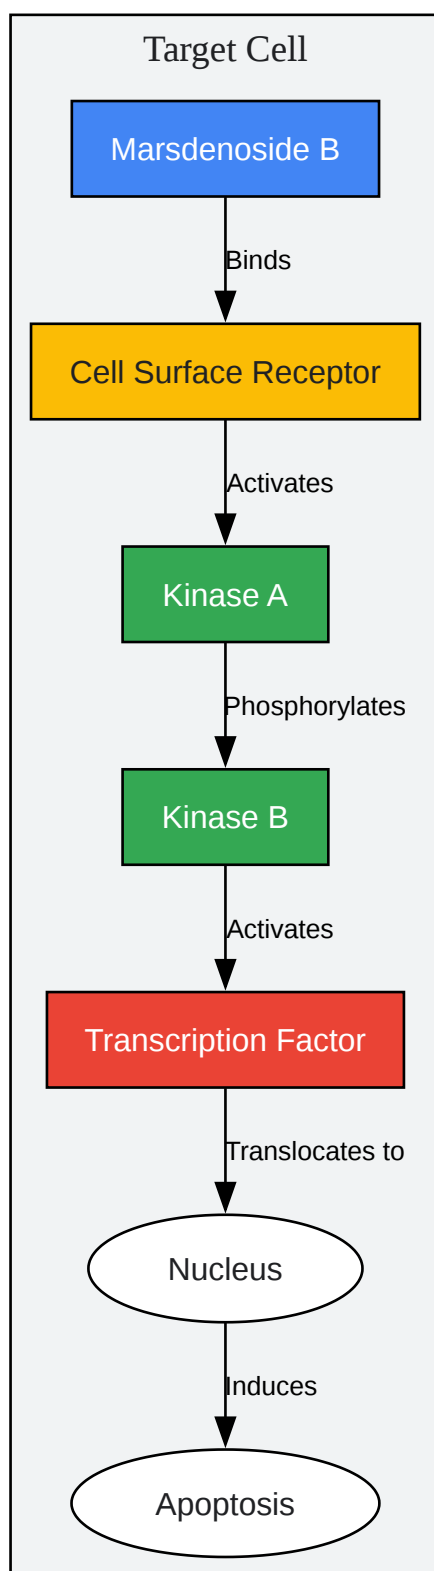 Target Cell
Marsdenoside B
Binds
Cell Surface Receptor
Activates
Kinase A
Phosphorylates
Kinase B
Activates
Transcription Factor
Translocates to
Nucleus
Induces
Apoptosis